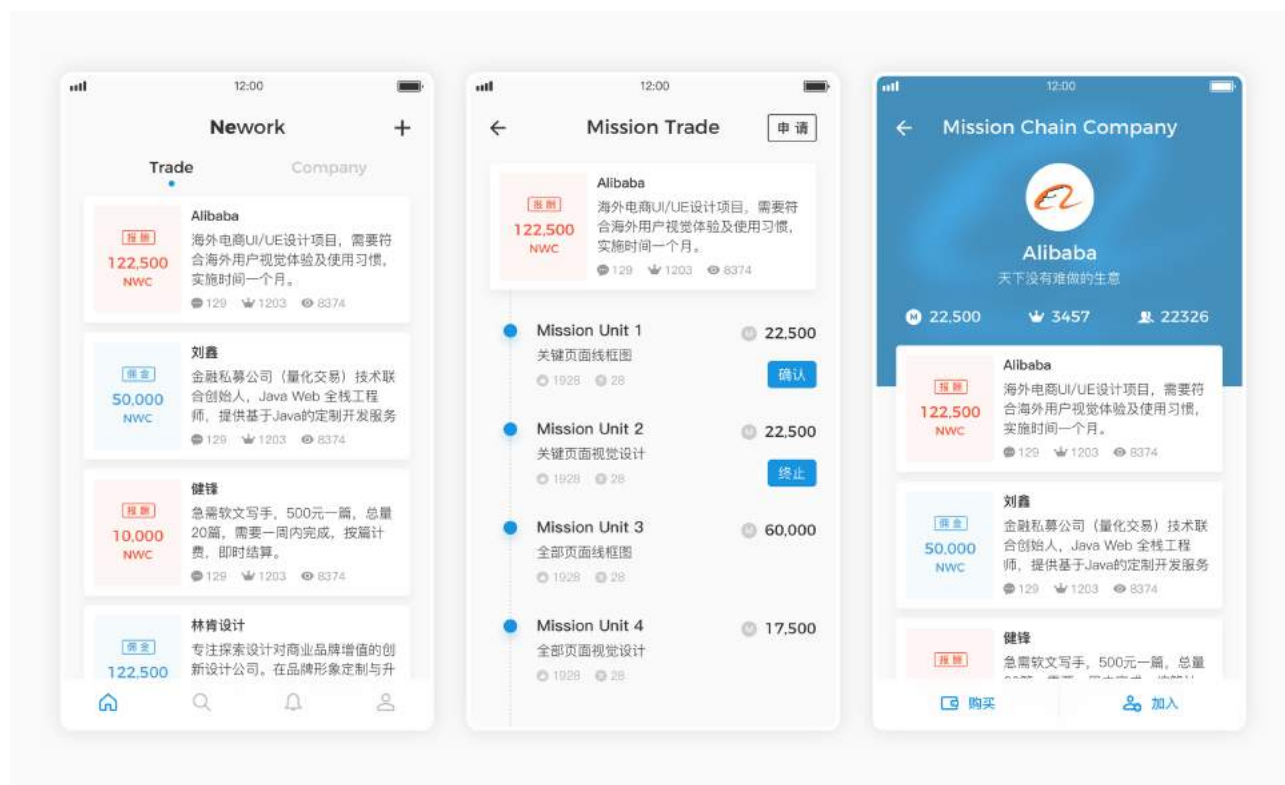 12:00
Nework
Trade
Company
报酬
122,500
NWC
Alibaba
海外电商UI/UE设计项目，需要符
合海外用户视觉体验及使用习惯，
实施时间一个月。
129 1203 8374
佣金
50,000
NWC
刘鑫
金融私募公司（量化交易）技术联
合创始人，Java Web 全栈工程
师，提供基于Java的定制开发服务
129 1203 8374
报酬
10,000
NWC
健锋
急需软文写手，500元一篇，总量
20篇，需要一周内完成，按篇计
费，即时结算。
129 1203 8374
佣金
122,500
林肯设计
专注探索设计对商业品牌增值的创
新设计公司。在品牌形象定制与升
12:00
Mission Trade
申请
报酬
122,500
NWC
Alibaba
海外电商UI/UE设计项目，需要符
合海外用户视觉体验及使用习惯，
实施时间一个月。
129 1203 8374
Mission Unit 1
M 22,500
关键页面线框图
1928 28
确认
Mission Unit 2
M 22,500
关键页面视觉设计
1928 28
终止
Mission Unit 3
M 60,000
全部页面线框图
1928 28
Mission Unit 4
M 17,500
全部页面视觉设计
1928 28
12:00
Mission Chain Company
Alibaba
天下没有难做的生意
M 22,500 3457 22326
报酬
122,500
NWC
Alibaba
海外电商UI/UE设计项目，需要符
合海外用户视觉体验及使用习惯，
实施时间一个月。
129 1203 8374
佣金
50,000
NWC
刘鑫
金融私募公司（量化交易）技术联
合创始人，Java Web 全栈工程
师，提供基于Java的定制开发服务
129 1203 8374
报酬
健锋
急需软文写手，500元一篇，总量
购买
加入